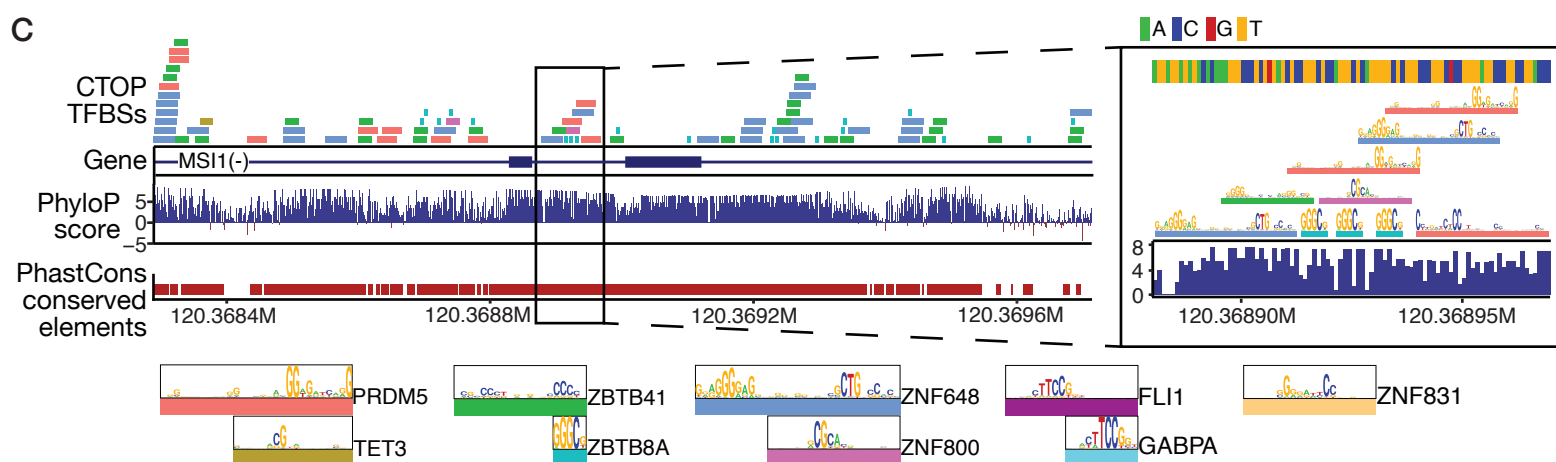 C
A C G T
CTOP
TFBSs
Gene
MSI1(-)
PhyloP
score
5
0
−5
PhastCons
conserved
elements
120.3684M 120.3688M 120.3692M 120.3696M
8
4
0
120.36890M 120.36895M
PRDM5 ZBTB41 ZNF648 FLI1 ZNF831
TET3 ZBTB8A ZNF800 GABPA